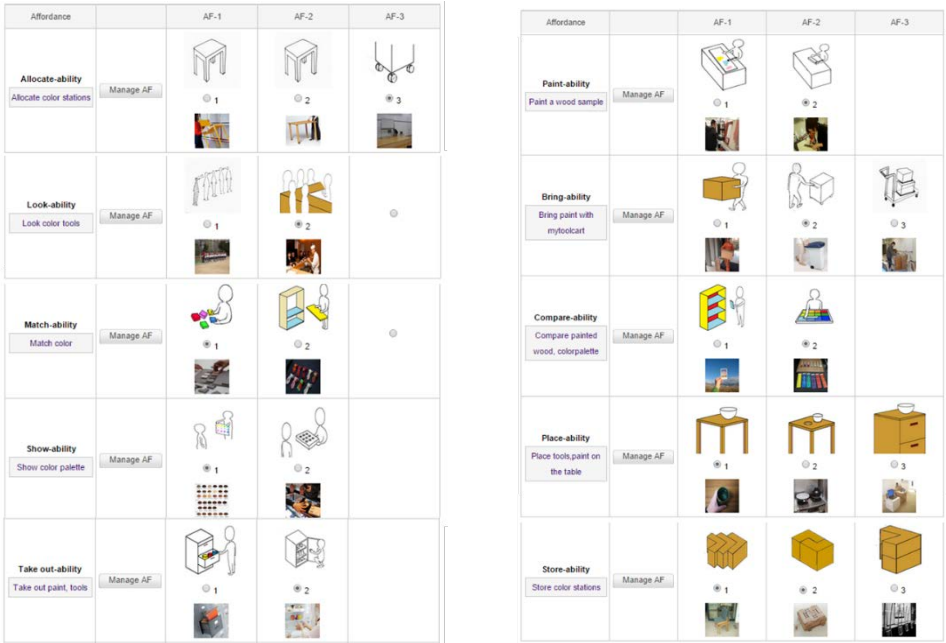 Affordance AF-1 AF-2 AF-3
Allocate-ability
Allocate color stations
Manage AF
1 2 3
Look-ability
Look color tools
Manage AF
1 2
Match-ability
Match color
Manage AF
1 2
Show-ability
Show color palette
Manage AF
1 2
Take out-ability
Take out paint, tools
Manage AF
1 2
Affordance AF-1 AF-2 AF-3
Paint-ability
Paint a wood sample
Manage AF
1 2
Bring-ability
Bring paint with
mytoolcart
Manage AF
1 2 3
Compare-ability
Compare painted
wood, colorpalette
Manage AF
1 2
Place-ability
Place tools,paint on
the table
Manage AF
1 2 3
Store-ability
Store color stations
Manage AF
1 2 3